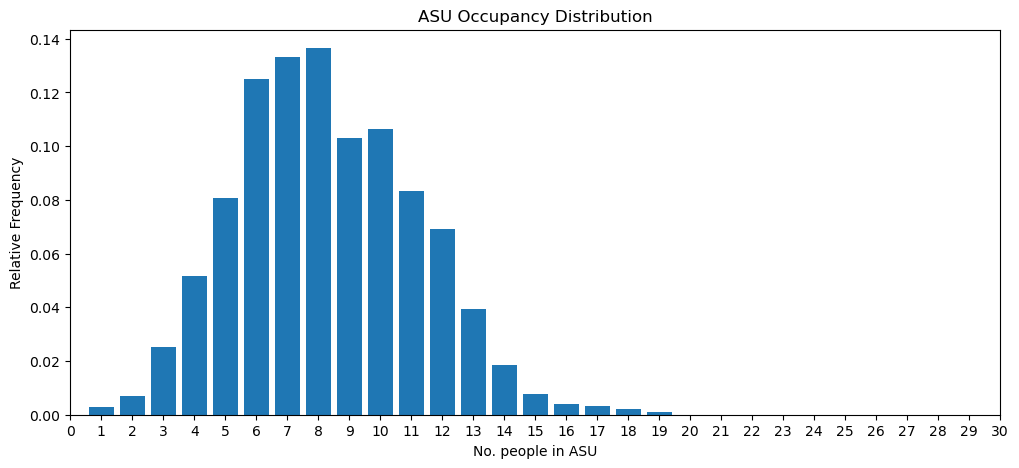 ASU Occupancy Distribution
Relative Frequency
0.14
0.12
0.10
0.08
0.06
0.04
0.02
0.00
0 1 2 3 4 5 6 7 8 9 10 11 12 13 14 15 16 17 18 19 20 21 22 23 24 25 26 27 28 29 30
No. people in ASU